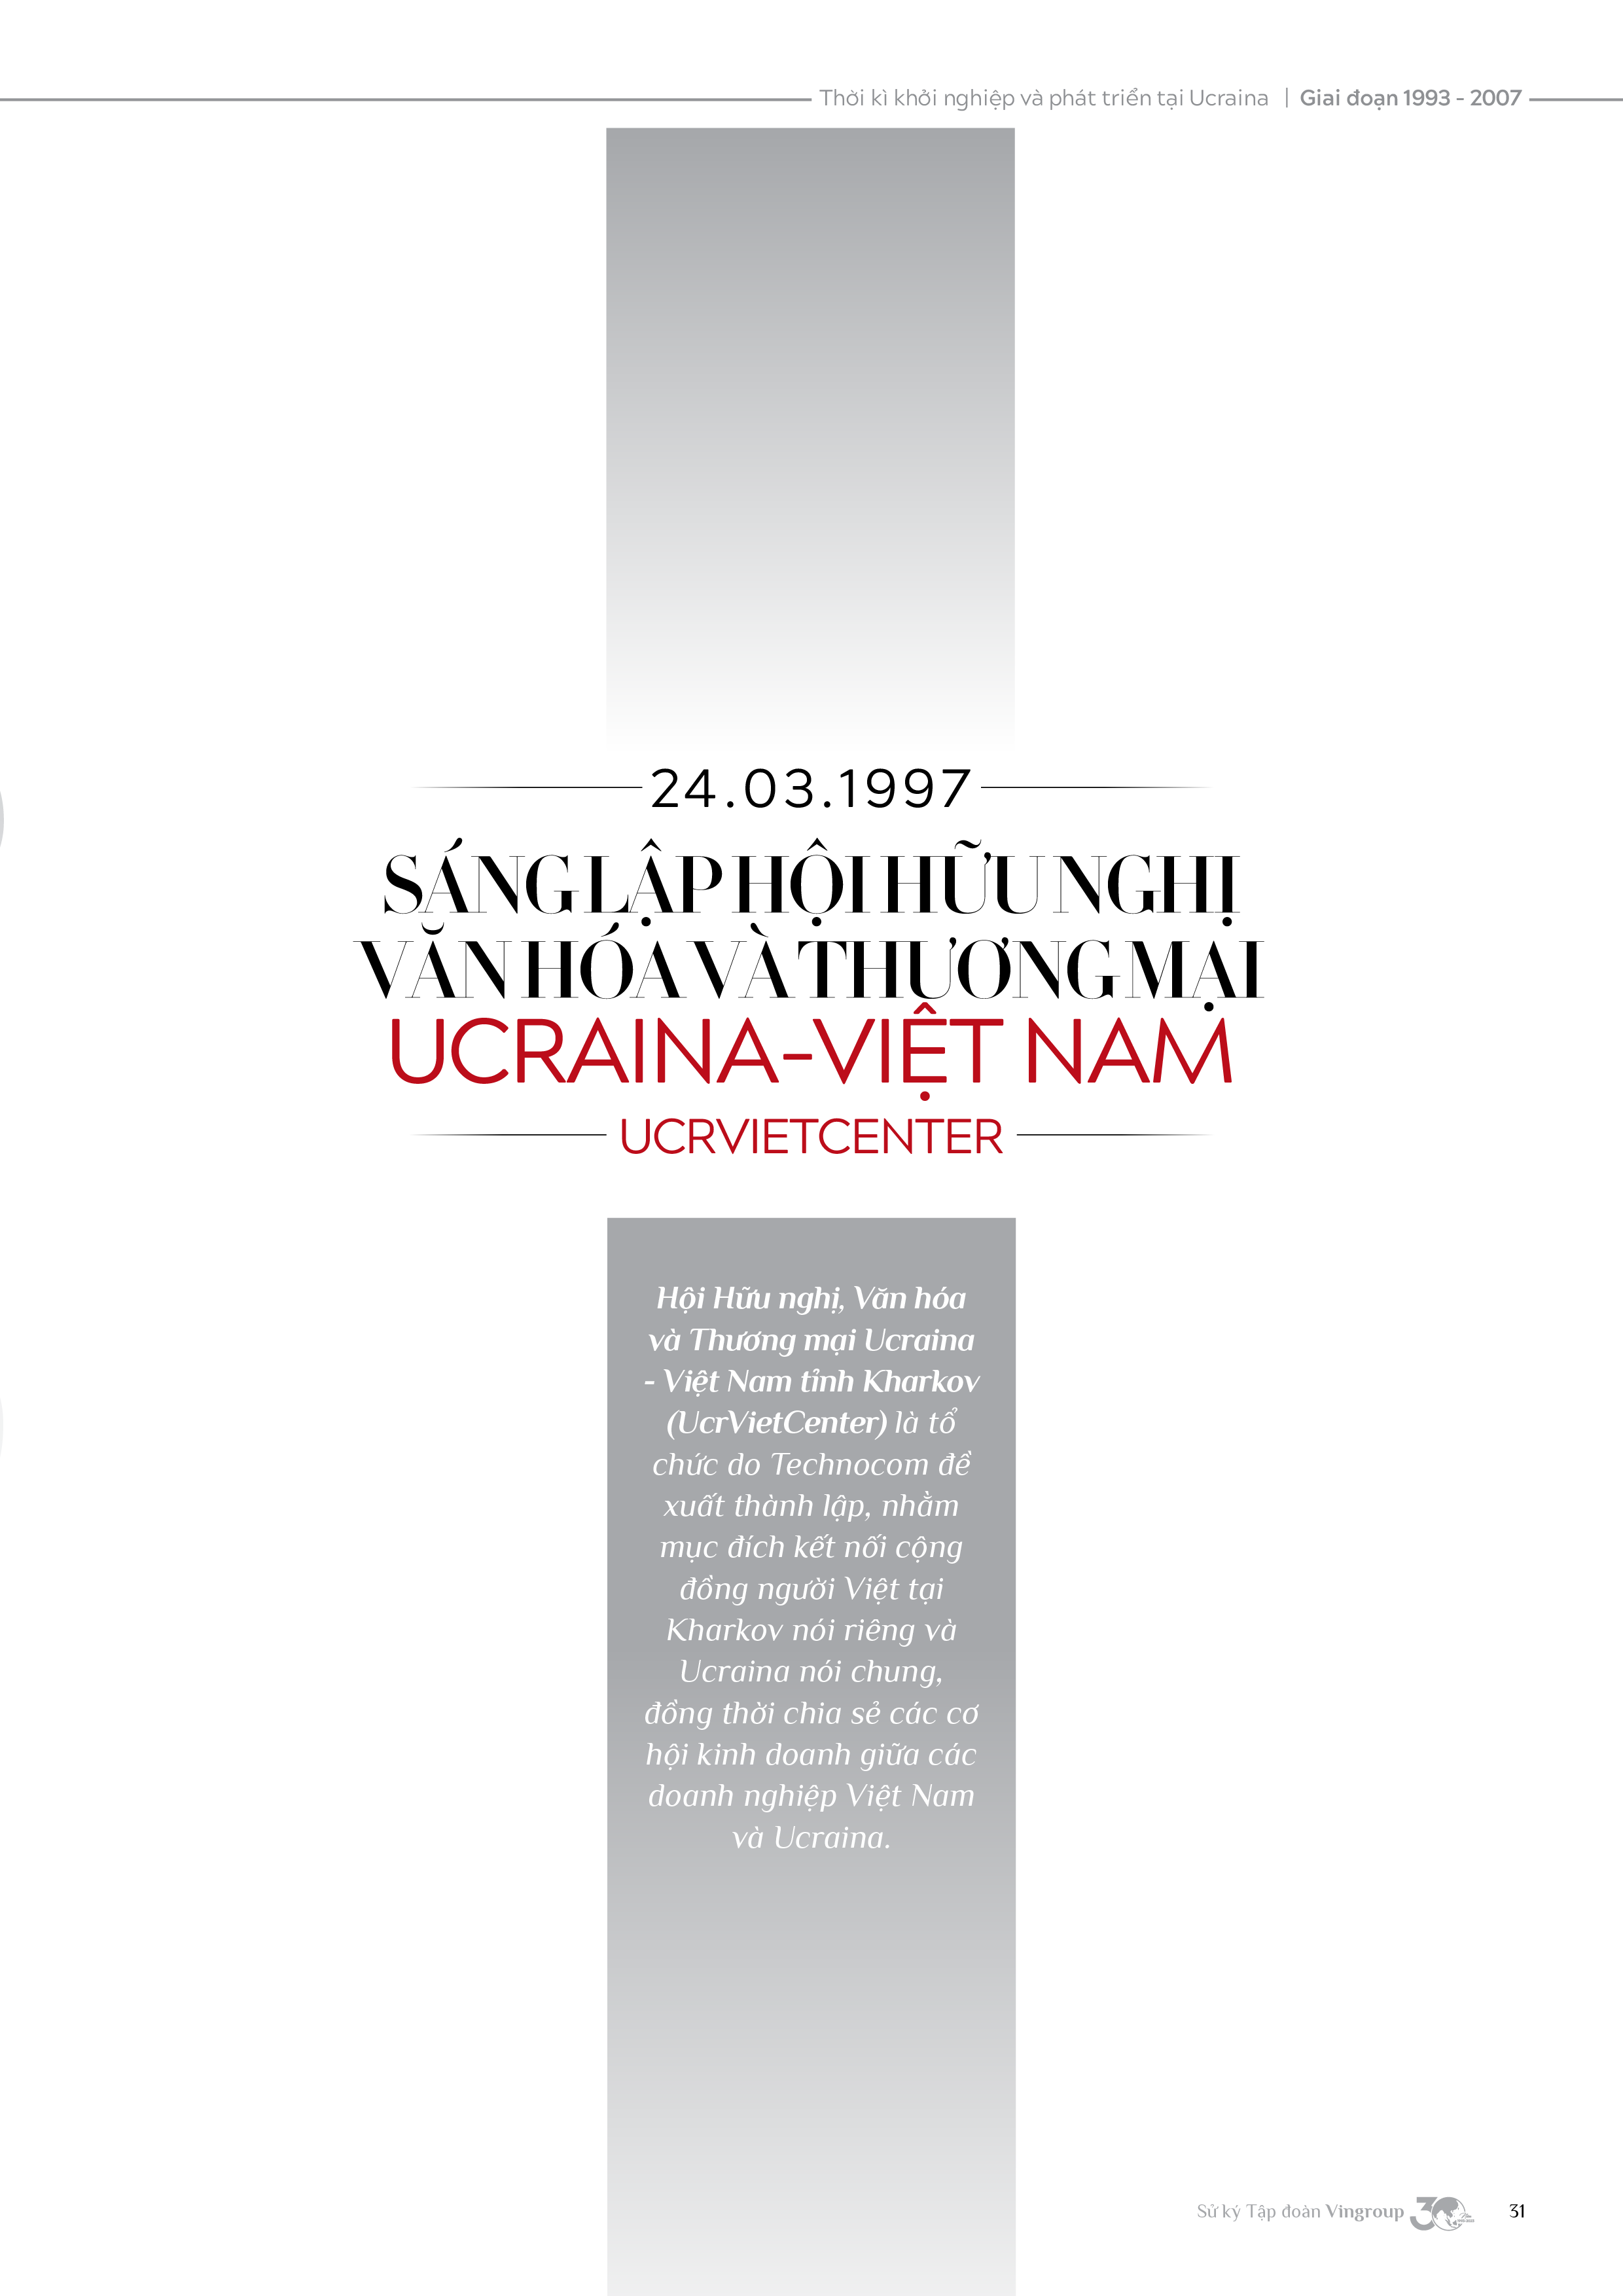 Thời kì khởi nghiệp và phát triển tại Ucraina | Giai đoạn 1993 - 2007
24.03.1997
SÁNG LẬP HỘI HỮU NGHỊ
VĂN HÓA VÀ THƯƠNG MẠI
UCRAINA-VIỆT NAM
UCRVIETCENTER
Hội Hữu nghị, Văn hóa
và Thương mại Ucraina
- Việt Nam tỉnh Kharkov
(UcrVietCenter) là tổ
chức do Technocom đề
xuất thành lập, nhằm
mục đích kết nối cộng
đồng người Việt tại
Kharkov nói riêng và
Ucraina nói chung,
đồng thời chia sẻ các cơ
hội kinh doanh giữa các
doanh nghiệp Việt Nam
và Ucraina.
Sử ký Tập đoàn Vingroup 30 31